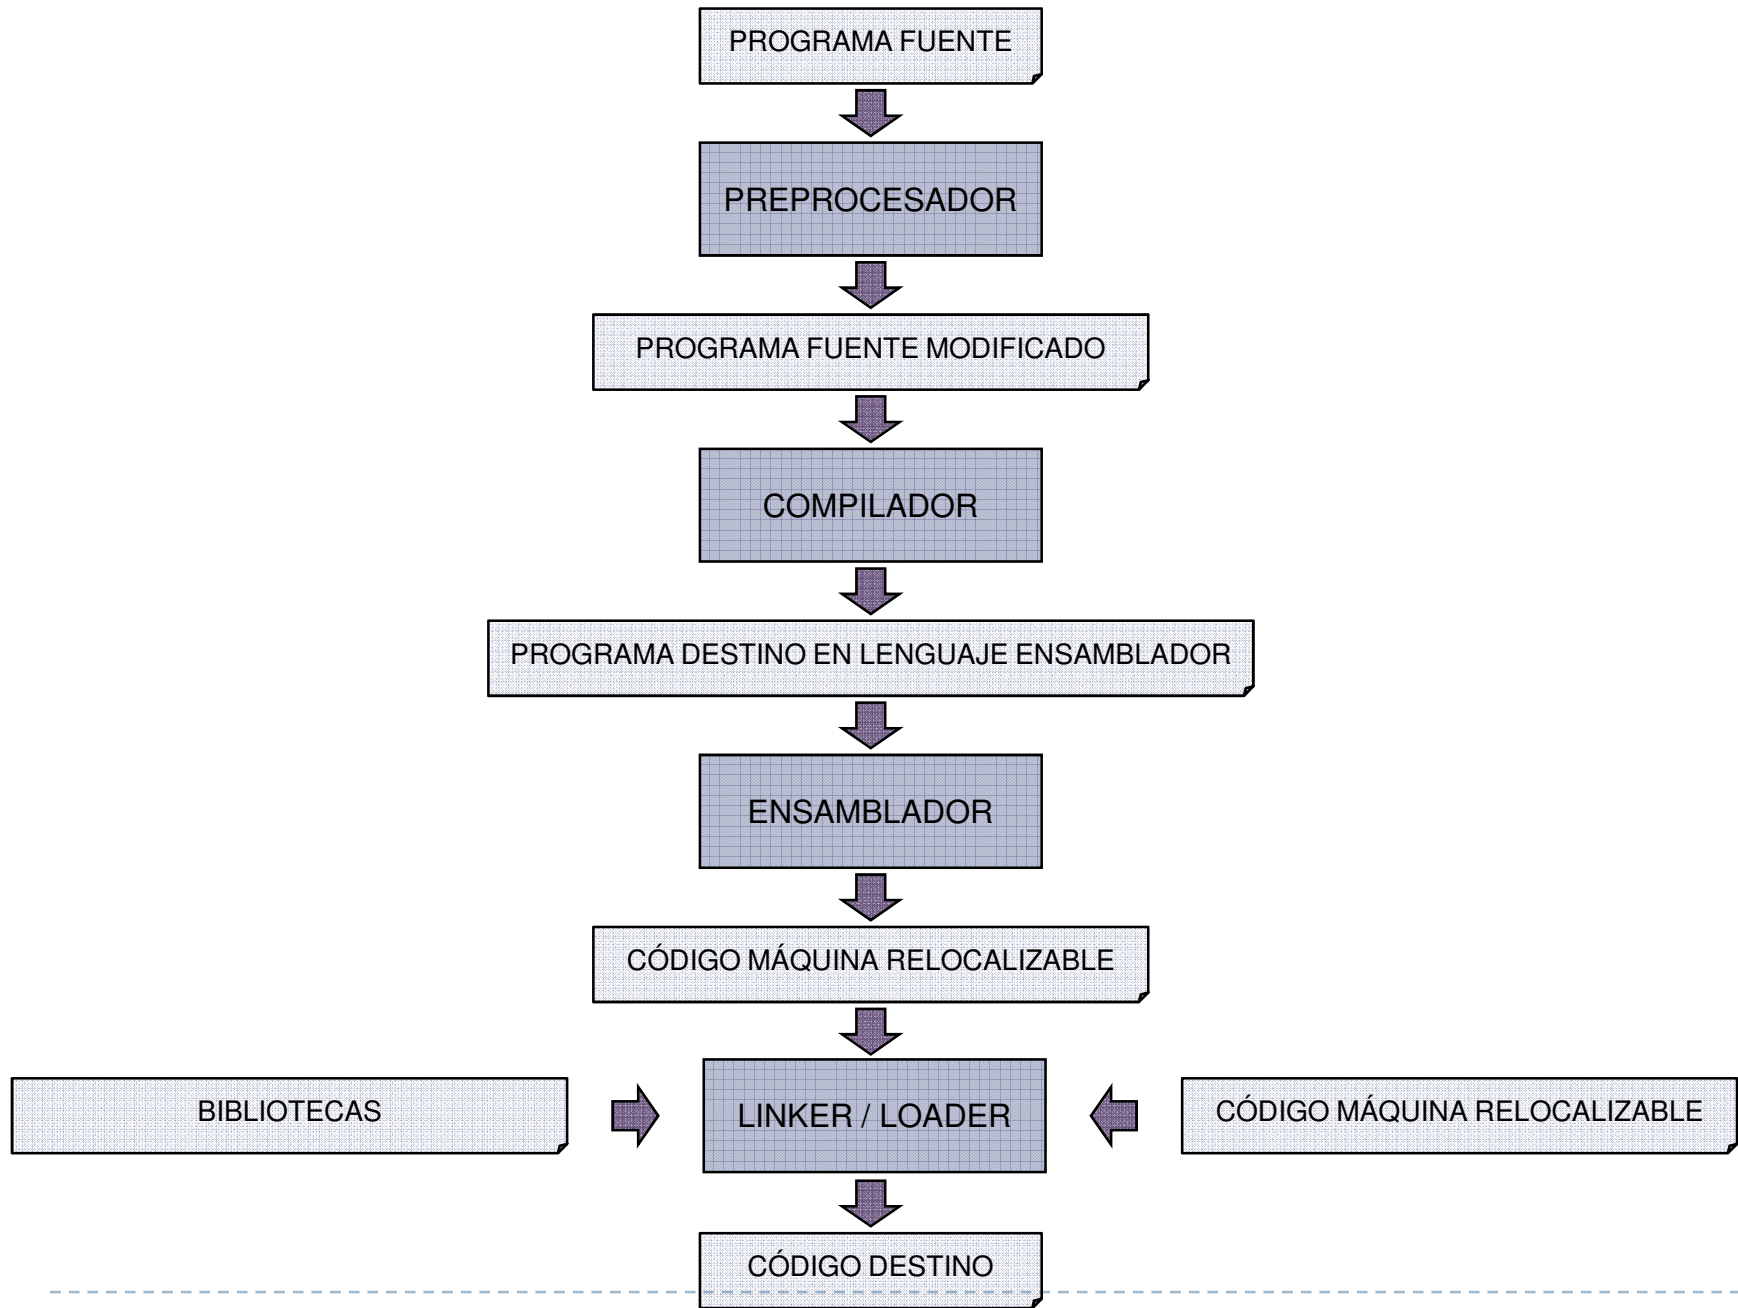 PROGRAMA FUENTE
PREPROCESADOR
PROGRAMA FUENTE MODIFICADO
COMPILADOR
PROGRAMA DESTINO EN LENGUAJE ENSAMBLADOR
ENSAMBLADOR
CÓDIGO MÁQUINA RELOCALIZABLE
BIBLIOTECAS
LINKER / LOADER
CÓDIGO MÁQUINA RELOCALIZABLE
CÓDIGO DESTINO